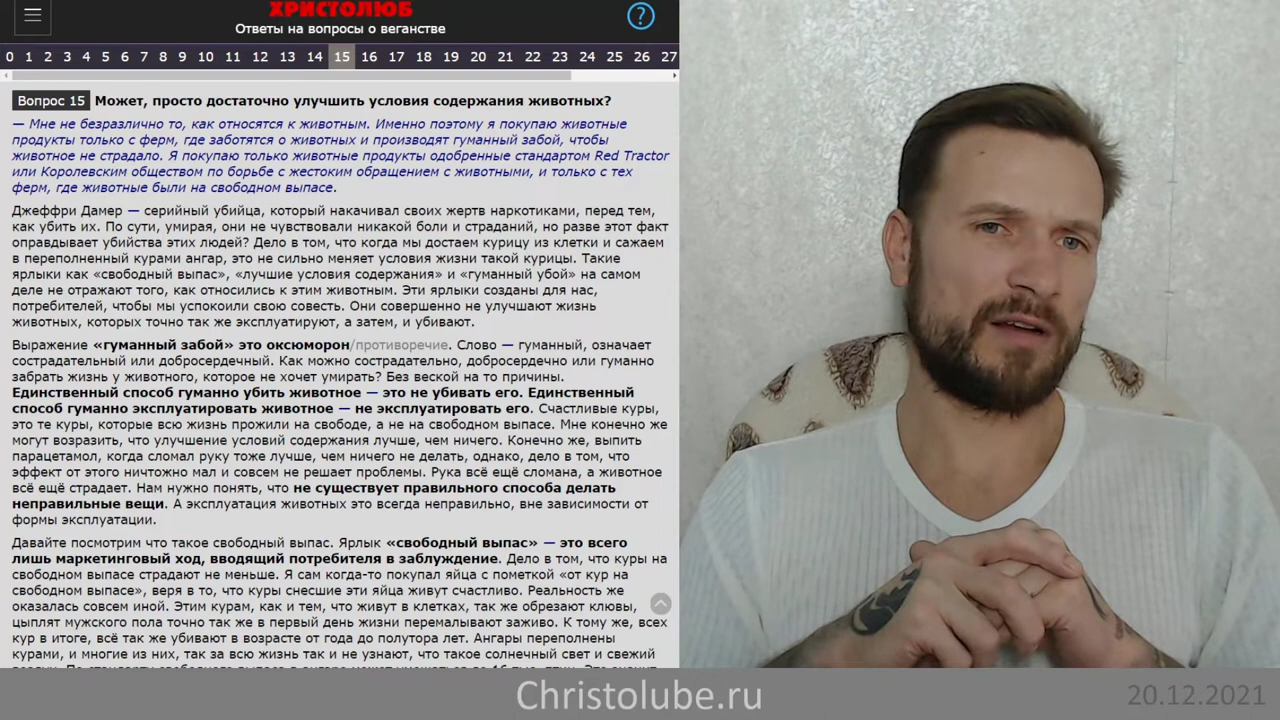 ХРИСТОЛЮБ
Ответы на вопросы о веганстве
?
0 1 2 3 4 5 6 7 8 9 10 11 12 13 14 15 16 17 18 19 20 21 22 23 24 25 26 27
Вопрос 15 Может, просто достаточно улучшить условия содержания животных?
— Мне не безразлично то, как относятся к животным. Именно поэтому я покупаю животные
продукты только с ферм, где заботятся о животных и производят гуманный забой, чтобы
животное не страдало. Я покупаю только животные продукты одобренные стандартом Red Tractor
или Королевским обществом по борьбе с жестоким обращением с животными, и только с тех
ферм, где животные были на свободном выпасе.
Джеффри Дамер — серийный убийца, который накачивал своих жертв наркотиками, перед тем,
как убить их. По сути, умирая, они не чувствовали никакой боли и страданий, но разве этот факт
оправдывает убийства этих людей? Дело в том, что когда мы достаем курицу из клетки и сажаем
в переполненный курами ангар, это не сильно меняет условия жизни такой курицы. Такие
ярлыки как «свободный выпас», «лучшие условия содержания» и «гуманный убой» на самом
деле не отражают того, как относились к этим животным. Эти ярлыки созданы для нас,
потребителей, чтобы мы успокоили свою совесть. Они совершенно не улучшают жизнь
животных, которых точно так же эксплуатируют, а затем, и убивают.
Выражение «гуманный забой» это оксюморон/противоречие. Слово — гуманный, означает
сострадательный или добросердечный. Как можно сострадательно, добросердечно или гуманно
забрать жизнь у животного, которое не хочет умирать? Без веской на то причины.
Единственный способ гуманно убить животное — это не убивать его. Единственный
способ гуманно эксплуатировать животное — не эксплуатировать его. Счастливые куры,
это те куры, которые всю жизнь прожили на свободе, а не на свободном выпасе. Мне конечно же
могут возразить, что улучшение условий содержания лучше, чем ничего. Конечно же, выпить
парацетамол, когда сломал руку тоже лучше, чем ничего не делать, однако, дело в том, что
эффект от этого ничтожно мал и совсем не решает проблемы. Рука всё ещё сломана, а животное
всё ещё страдает. Нам нужно понять, что не существует правильного способа делать
неправильные вещи. А эксплуатация животных это всегда неправильно, вне зависимости от
формы эксплуатации.
Давайте посмотрим что такое свободный выпас. Ярлык «свободный выпас» — это всего
лишь маркетинговый ход, вводящий потребителя в заблуждение. Дело в том, что куры на
свободном выпасе страдают не меньше. Я сам когда-то покупал яйца с пометкой «от кур на
свободном выпасе», веря в то, что куры снесшие эти яйца живут счастливо. Реальность же
оказалась совсем иной. Этим курам, как и тем, что живут в клетках, так же обрезают клювы,
цыплят мужского пола точно так же в первый день жизни перемалывают заживо. К тому же, всех
кур в итоге, всё так же убивают в возрасте от года до полутора лет. Ангары переполнены
курами, и многие из них, так за всю жизнь так и не узнают, что такое солнечный свет и свежий
Christolube.ru
20.12.2021